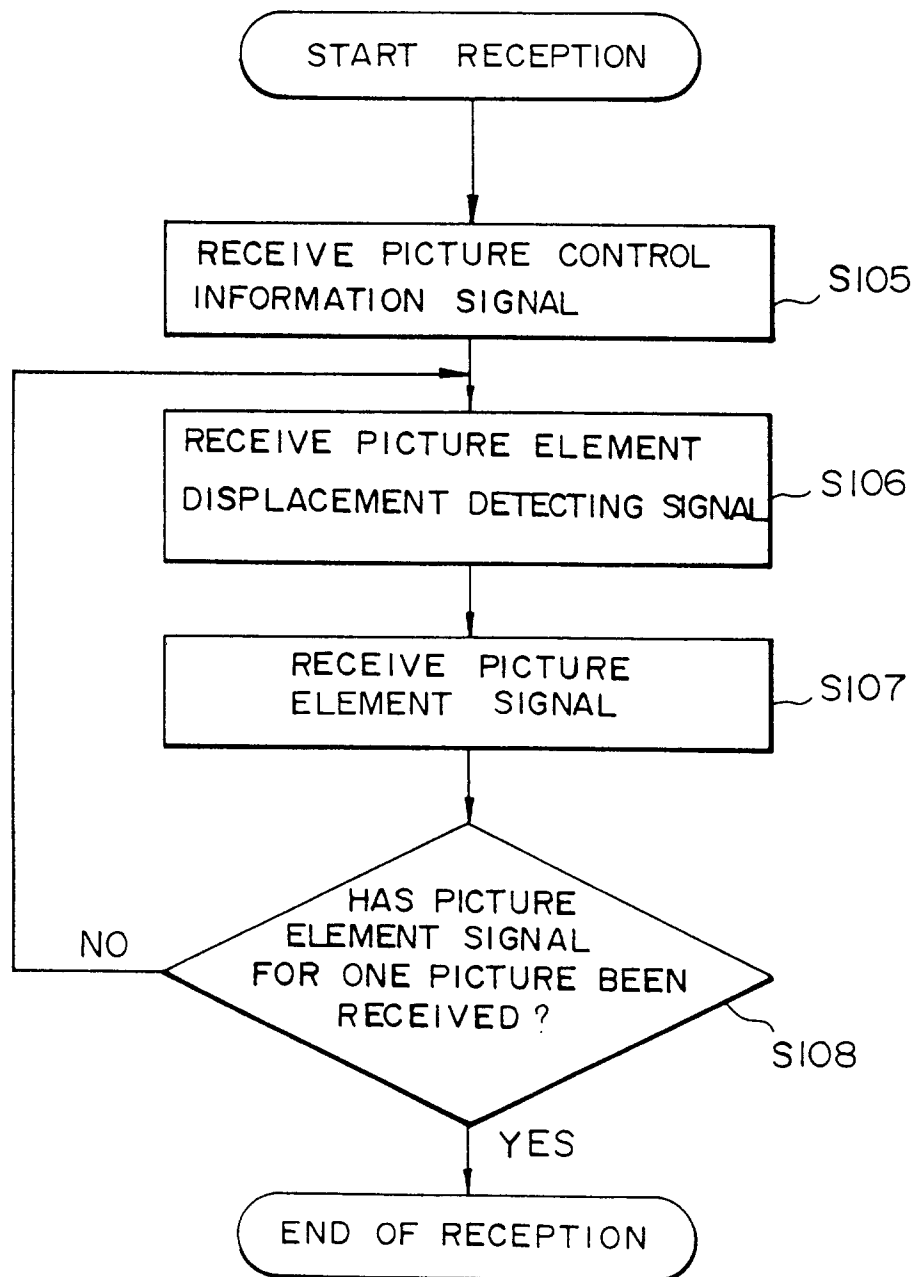 START RECEPTION
RECEIVE PICTURE CONTROL
INFORMATION SIGNAL
S105
RECEIVE PICTURE ELEMENT
DISPLACEMENT DETECTING SIGNAL
S106
RECEIVE PICTURE
ELEMENT SIGNAL
S107
HAS PICTURE
ELEMENT SIGNAL
FOR ONE PICTURE BEEN
RECEIVED?
NO
S108
YES
END OF RECEPTION